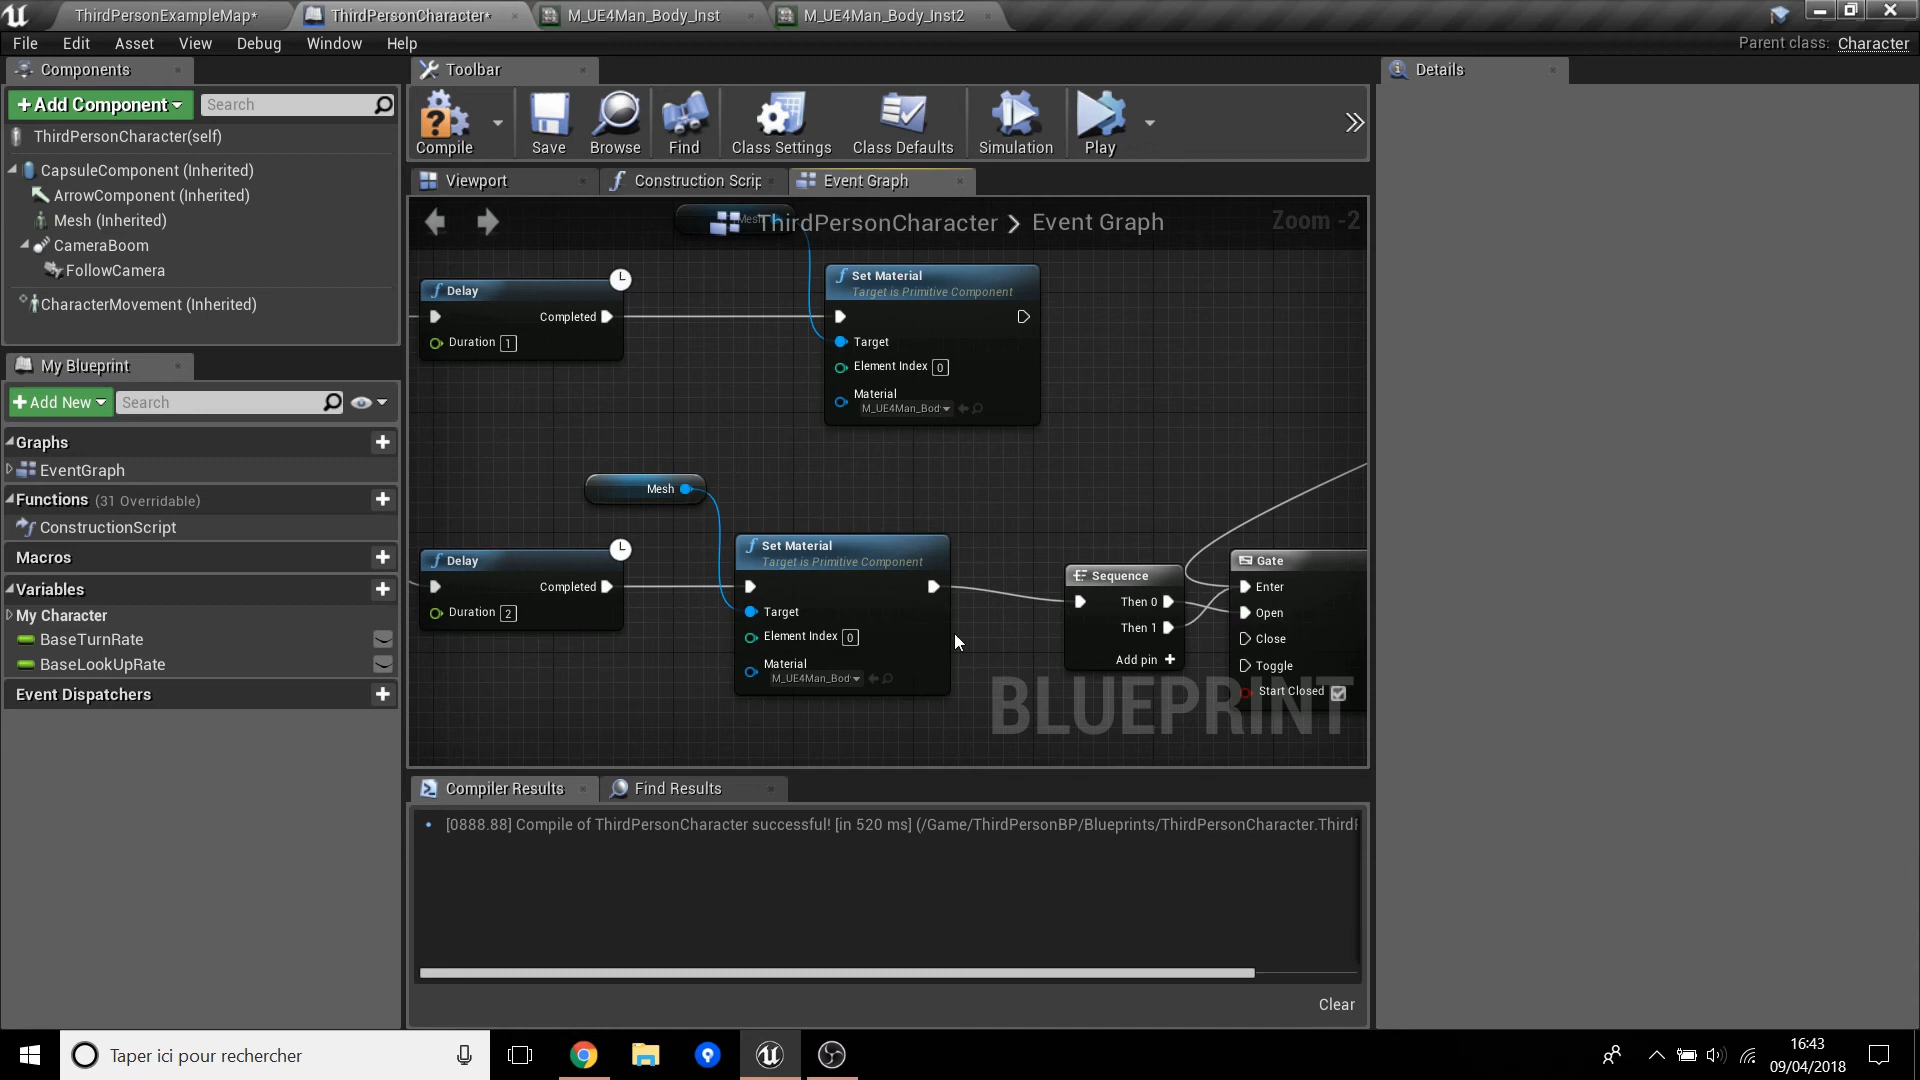 ThirdPersonExampleMap*
ThirdPersonCharacter*
M_UE4Man_Body_Inst
M_UE4Man_Body_Inst2
File Edit Asset View Debug Window Help
Parent class: Character
Components
Toolbar
Details
+Add Component
Search
ThirdPersonCharacter(self)
CapsuleComponent (Inherited)
ArrowComponent (Inherited)
Mesh (Inherited)
CameraBoom
FollowCamera
CharacterMovement (Inherited)
Compile Save Browse Find Class Settings Class Defaults Simulation Play
Viewport
Construction Scrip
Event Graph
My Blueprint
+Add New
Search
Graphs
EventGraph
Functions (31 Overridable)
ConstructionScript
Macros
Variables
My Character
BaseTurnRate
BaseLookUpRate
Event Dispatchers
Mesh
ThirdPersonCharacter > Event Graph
Zoom -2
Delay
Completed
Duration 1
Set Material
Target is Primitive Component
Target
Element Index 0
Material
M_UE4Man_Bod
Mesh
Delay
Completed
Duration 2
Set Material
Target is Primitive Component
Target
Element Index 0
Material
M_UE4Man_Bod
Sequence
Then 0
Then 1
Add pin +
Gate
Enter
Open
Close
Toggle
Start Closed
BLUEPRINT
Compiler Results
Find Results
[0888.88] Compile of ThirdPersonCharacter successful! [in 520 ms] (/Game/ThirdPersonBP/Blueprints/ThirdPersonCharacter.Third
Clear
Taper ici pour rechercher
16:43
09/04/2018